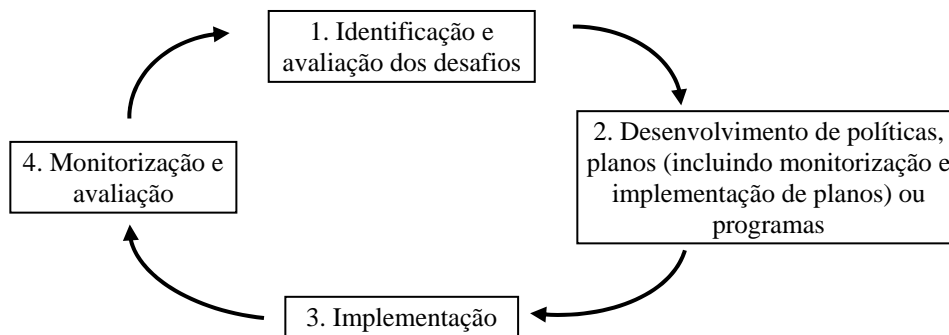 1. Identificação e
avaliação dos desafios
2. Desenvolvimento de políticas,
planos (incluindo monitorização e
implementação de planos) ou
programas
3. Implementação
4. Monitorização e
avaliação